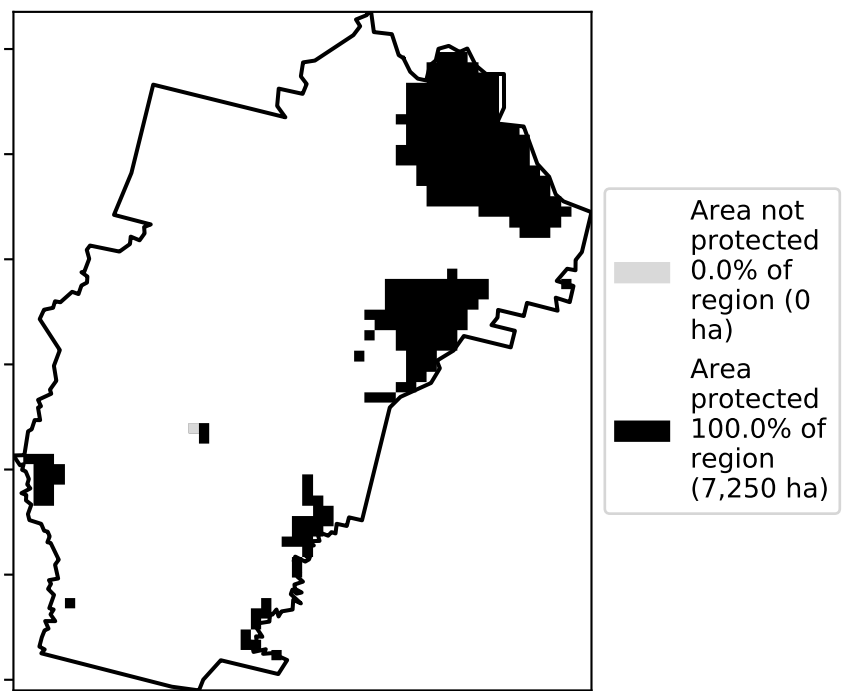 Area not
protected
0.0% of
region (0
ha)
Area
protected
100.0% of
region
(7,250 ha)